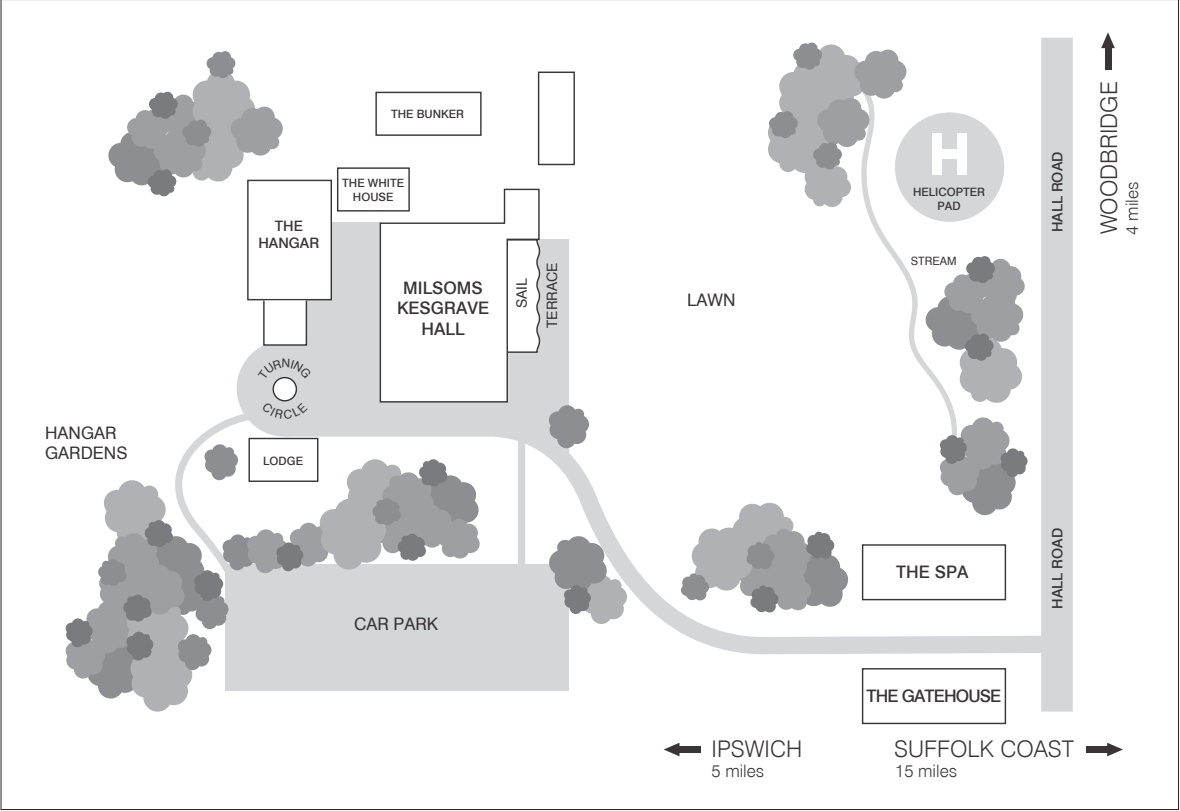 THE BUNKER
THE WHITE
HOUSE
THE
HANGAR
MILSOMS
KESGRAVE
HALL
SAIL
TERRACE
TURNING
CIRCLE
HANGAR
GARDENS
LODGE
CAR PARK
LAWN
H
HELICOPTER
PAD
STREAM
HALL ROAD
WOODBRIDGE
4 miles
THE SPA
HALL ROAD
THE GATEHOUSE
IPSWICH
5 miles
SUFFOLK COAST
15 miles